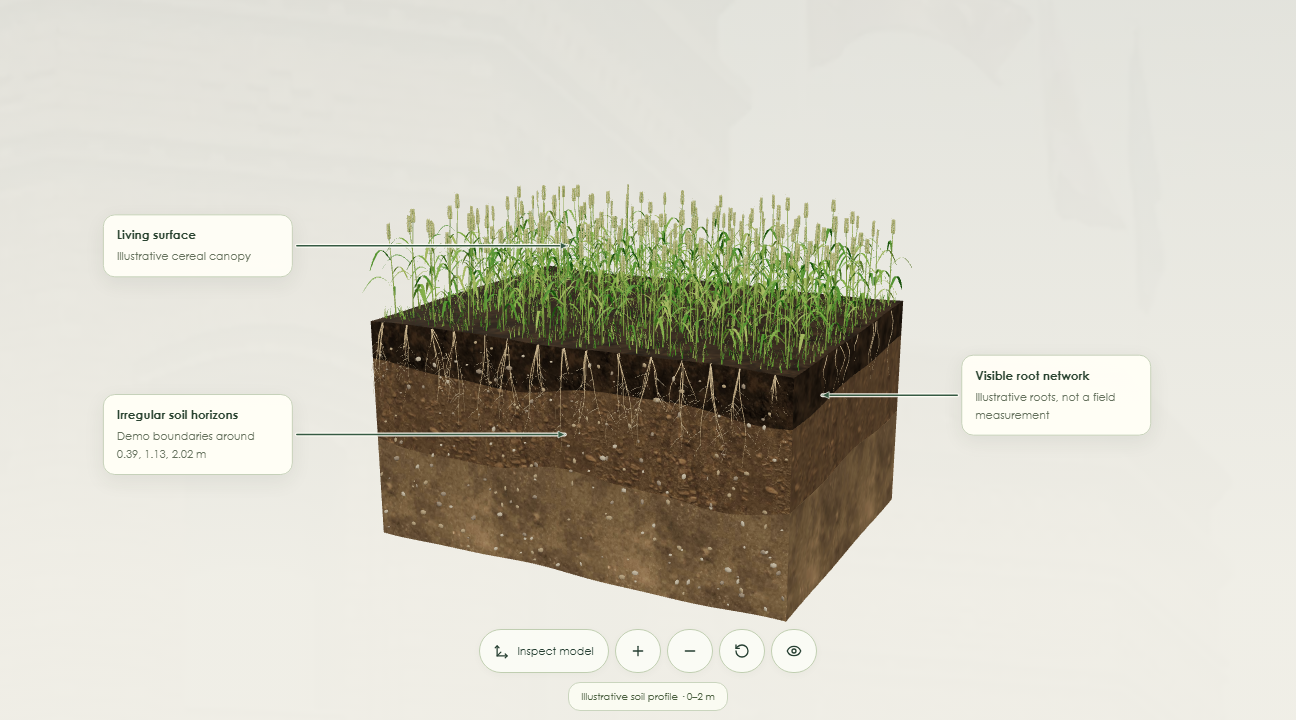 Living surface
Illustrative cereal canopy
Irregular soil horizons
Demo boundaries around
0.39, 1.13, 2.02 m
Visible root network
Illustrative roots, not a field
measurement
Inspect model
Illustrative soil profile · 0–2 m